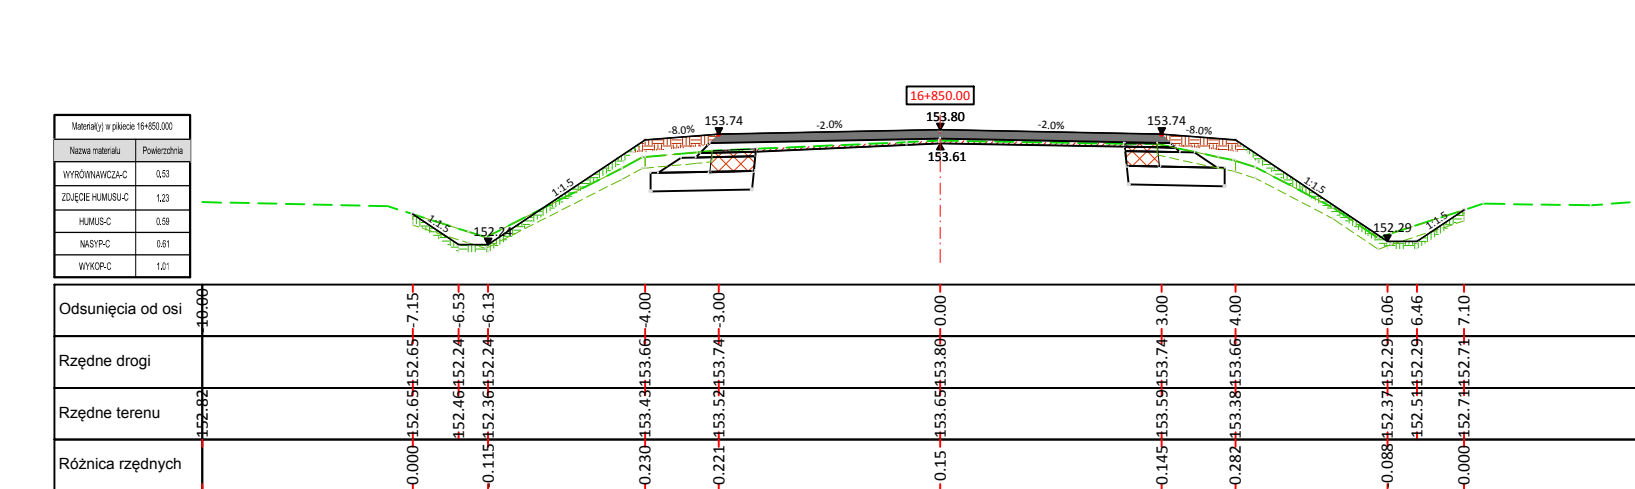 16+850.00
153.80
153.74
153.74
-8.0%
-2.0%
-2.0%
-8.0%
153.61
1:1.5
1:1.5
1:1.5
1:1.5
152.24
152.29
Materiał(y) w pikiecie 16+850.000
Nazwa materiału Powierzchnia
WYRÓWNAWCZA-C 0.53
ZDJĘCIE HUMUSU-C 1.23
HUMUS-C 0.59
NASYP-C 0.61
WYKOP-C 1.01
Odsunięcia od osi -10.00 -7.15 -6.53 -6.13 -4.00 -3.00 0.00 3.00 4.00 6.06 6.46 7.10
Rzędne drogi 152.65 152.24 152.24 153.66 153.74 153.80 153.74 153.66 152.29 152.29 152.71
Rzędne terenu 152.82 152.65 152.46 152.36 153.43 153.52 153.65 153.59 153.38 152.37 152.51 152.71
Różnica rzędnych 0.000 -0.115 0.230 0.221 0.15 0.145 0.282 -0.088 0.000